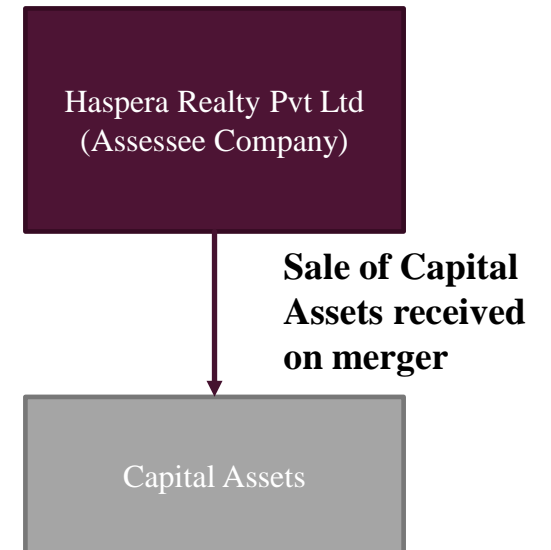 Haspera Realty Pvt Ltd
(Assessee Company)
Sale of Capital
Assets received
on merger
Capital Assets